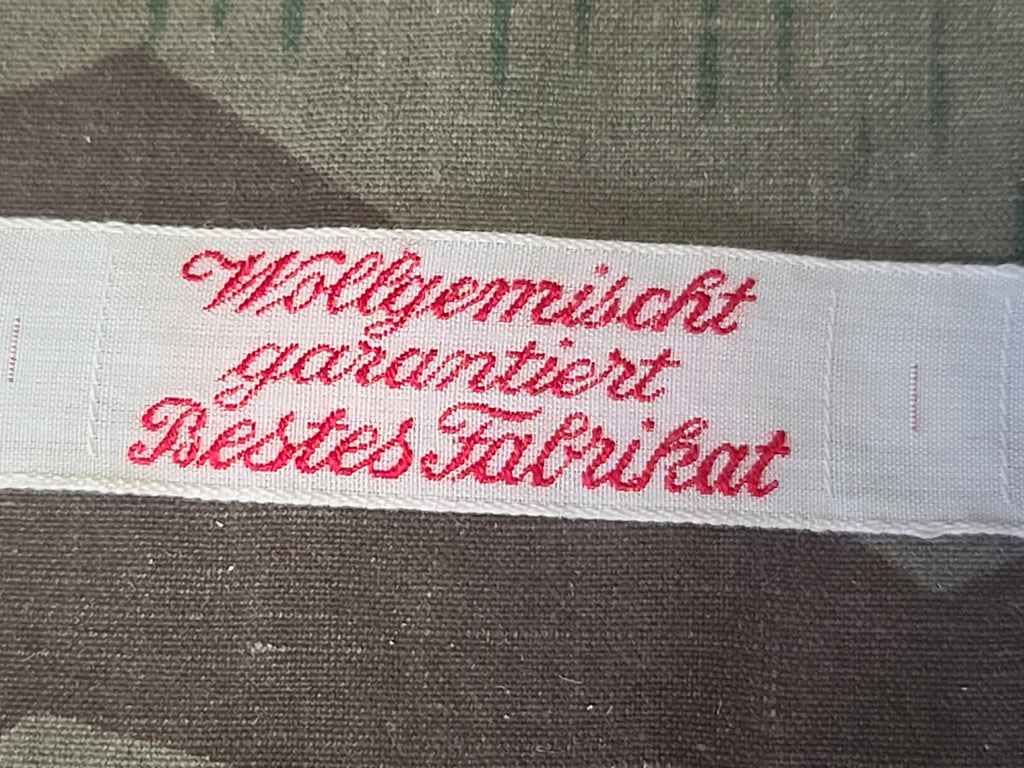 Wollgemischt
garantiert
Bestes Fabrikat